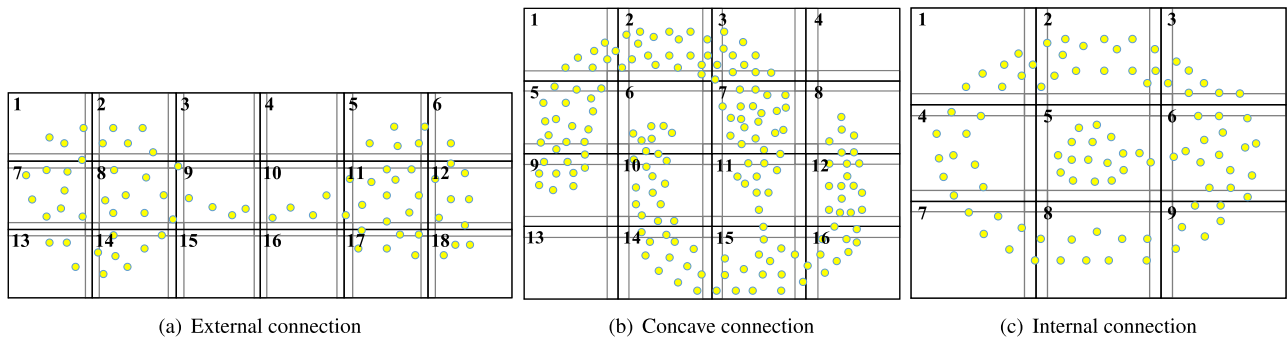 1 2 3 4 5 6
7 8 9 10 11 12
13 14 15 16 17 18
(a) External connection
1 2 3 4
5 6 7 8
9 10 11 12
13 14 15 16
(b) Concave connection
1 2 3
4 5 6
7 8 9
(c) Internal connection